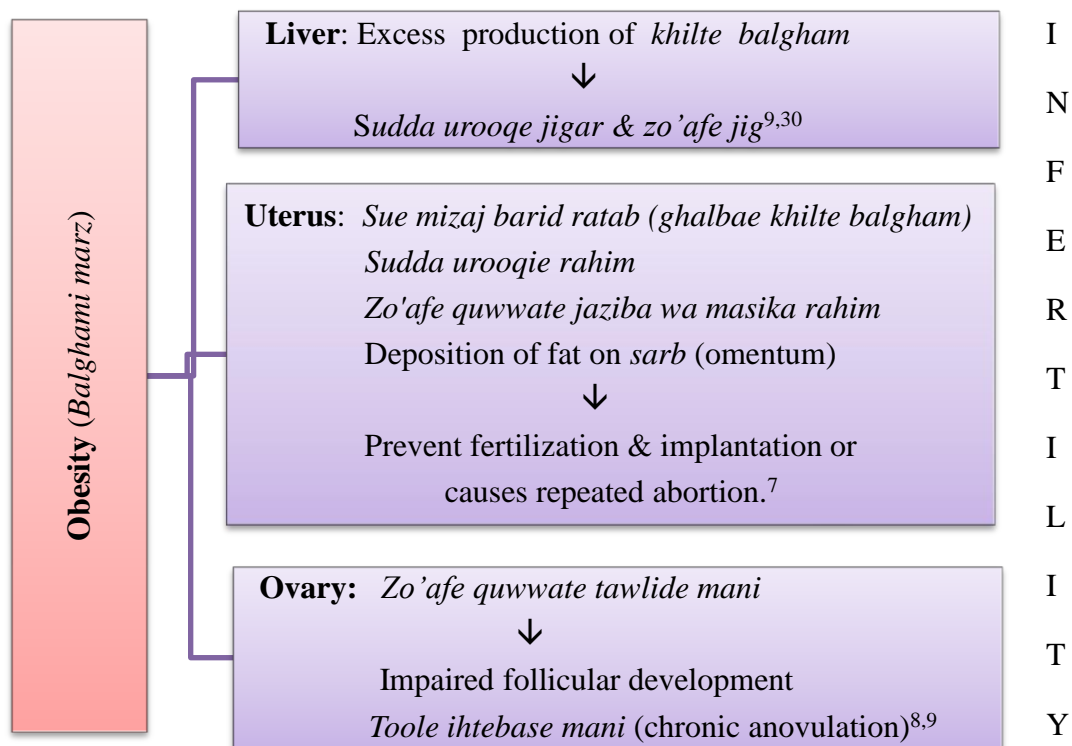 Obesity (Balghami marz)
Liver: Excess production of khilte balgham
↓
Sudda urooqe jigar & zo’afe jig9,30
Uterus: Sue mizaj barid ratab (ghalbae khilte balgham)
Sudda urooqie rahim
Zo'afe quwwate jaziba wa masika rahim
Deposition of fat on sarb (omentum)
↓
Prevent fertilization & implantation or
causes repeated abortion.7
Ovary: Zo’afe quwwate tawlide mani
↓
Impaired follicular development
Toole ihtebase mani (chronic anovulation)8,9
I
N
F
E
R
T
I
L
I
T
Y